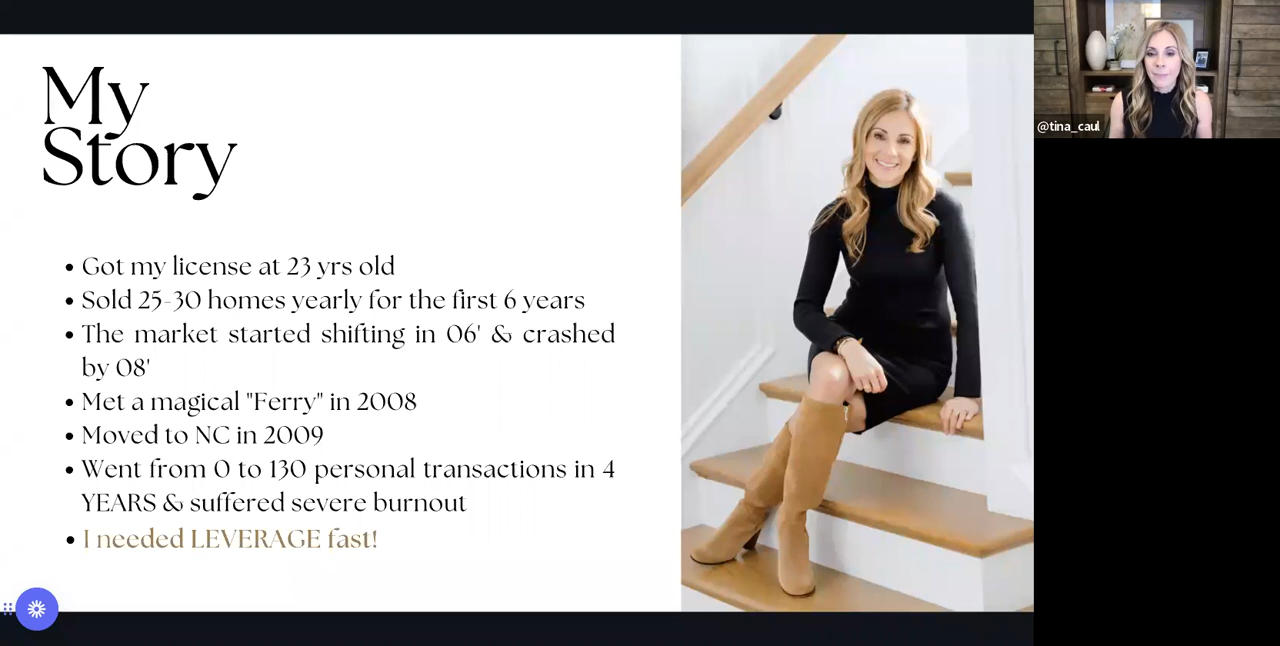 My
Story
Got my license at 23 yrs old
Sold 25-30 homes yearly for the first 6 years
The market started shifting in 06' & crashed
by 08'
Met a magical "Ferry" in 2008
Moved to NC in 2009
Went from 0 to 130 personal transactions in 4
YEARS & suffered severe burnout
I needed LEVERAGE fast!
@tina_caul